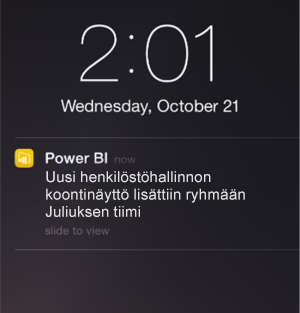 2:01
Wednesday, October 21
Power BI now
Uusi henkilöstöhallinnon
koontinäyttö lisättiin ryhmään
Juliuksen tiimi
slide to view